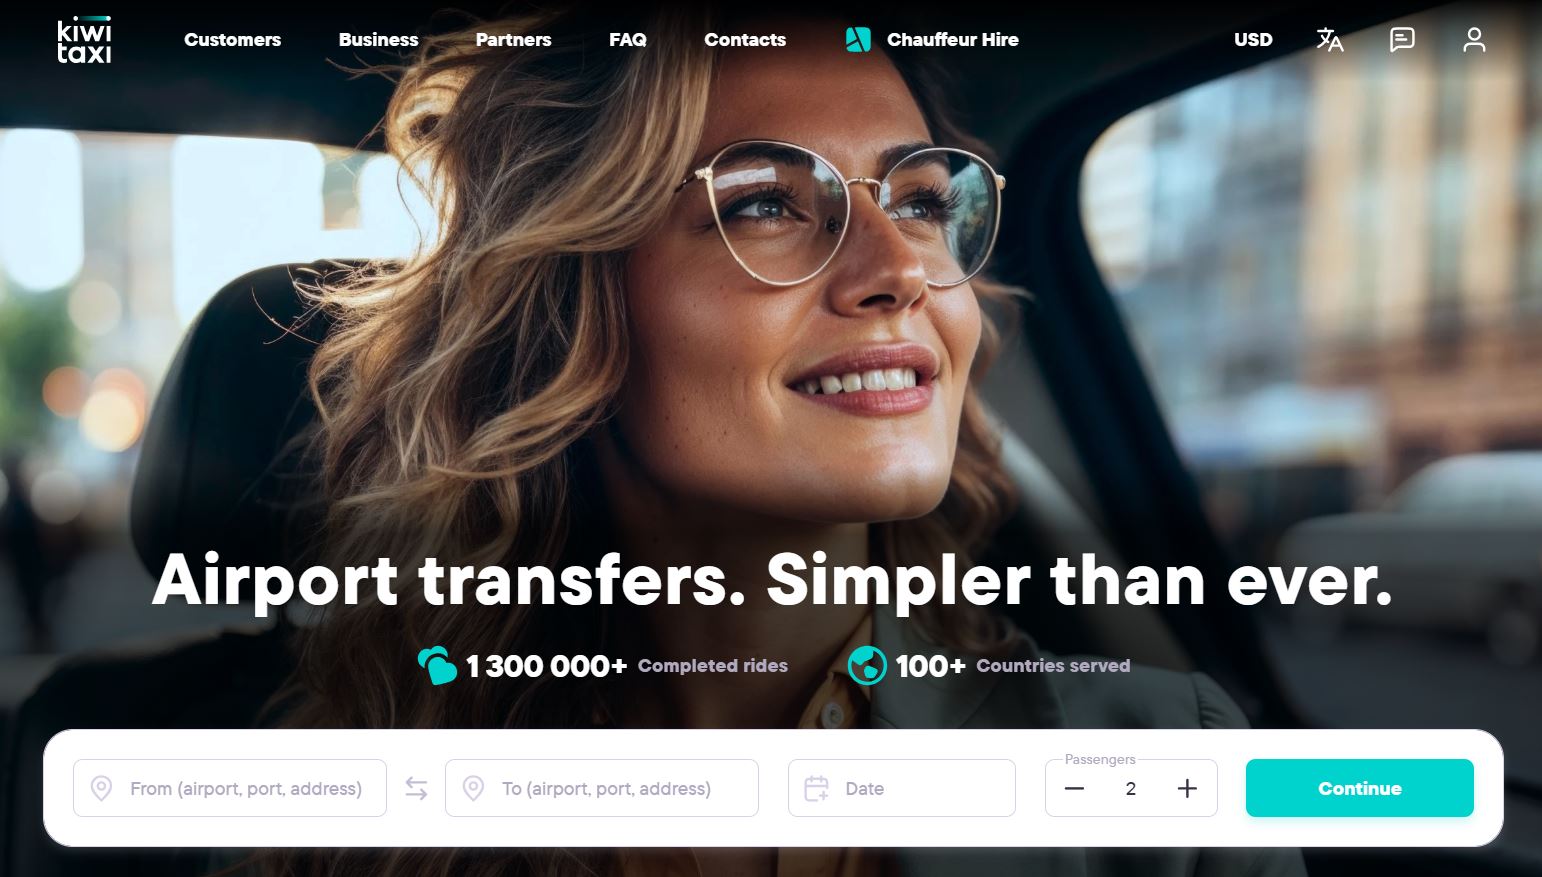 kiwi
taxi
Customers
Business
Partners
FAQ
Contacts
Chauffeur Hire
USD
Airport transfers. Simpler than ever.
1 300 000+ Completed rides
100+ Countries served
From (airport, port, address)
To (airport, port, address)
Date
Passengers
2
Continue